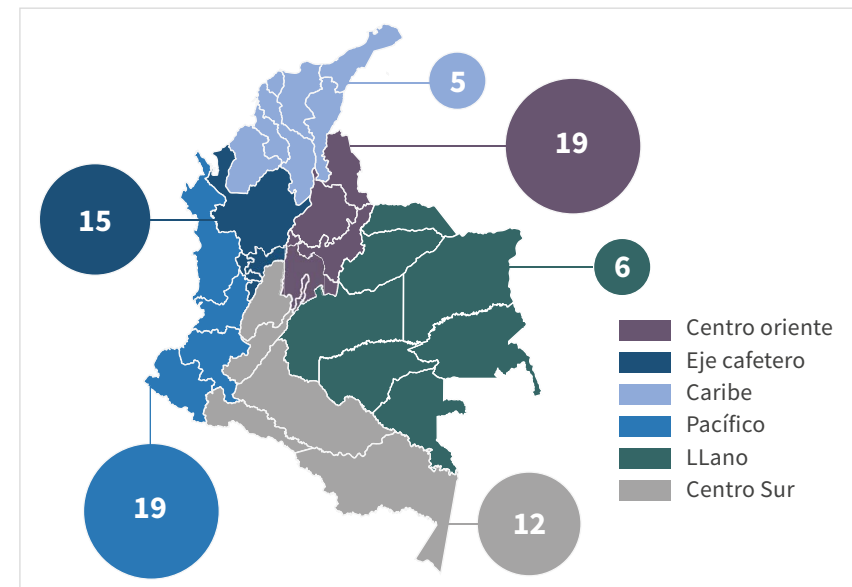 5
19
15
6
Centro oriente
Eje cafetero
Caribe
Pacífico
LLano
Centro Sur
19
12